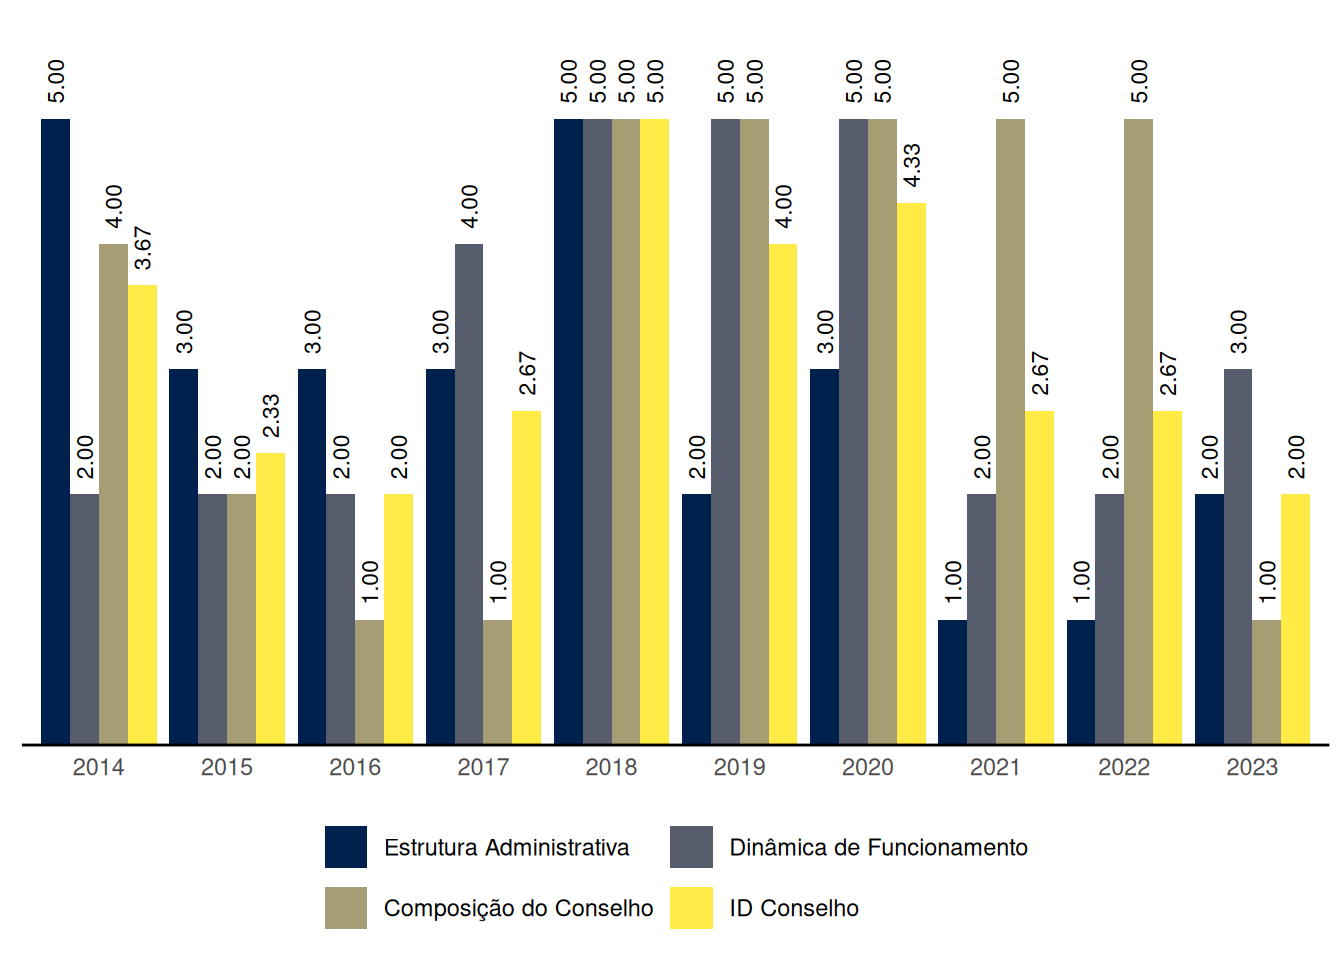 5.00 2.00 4.00 3.67 3.00 2.00 2.00 2.33 3.00 2.00 1.00 2.00 3.00 4.00 1.00 2.67 5.00 5.00 5.00 5.00 2.00 5.00 5.00 4.00 3.00 5.00 5.00 4.33 1.00 2.00 5.00 2.67 1.00 2.00 5.00 2.67 2.00 3.00 1.00 2.00
2014 2015 2016 2017 2018 2019 2020 2021 2022 2023
Estrutura Administrativa Dinâmica de Funcionamento
Composição do Conselho ID Conselho